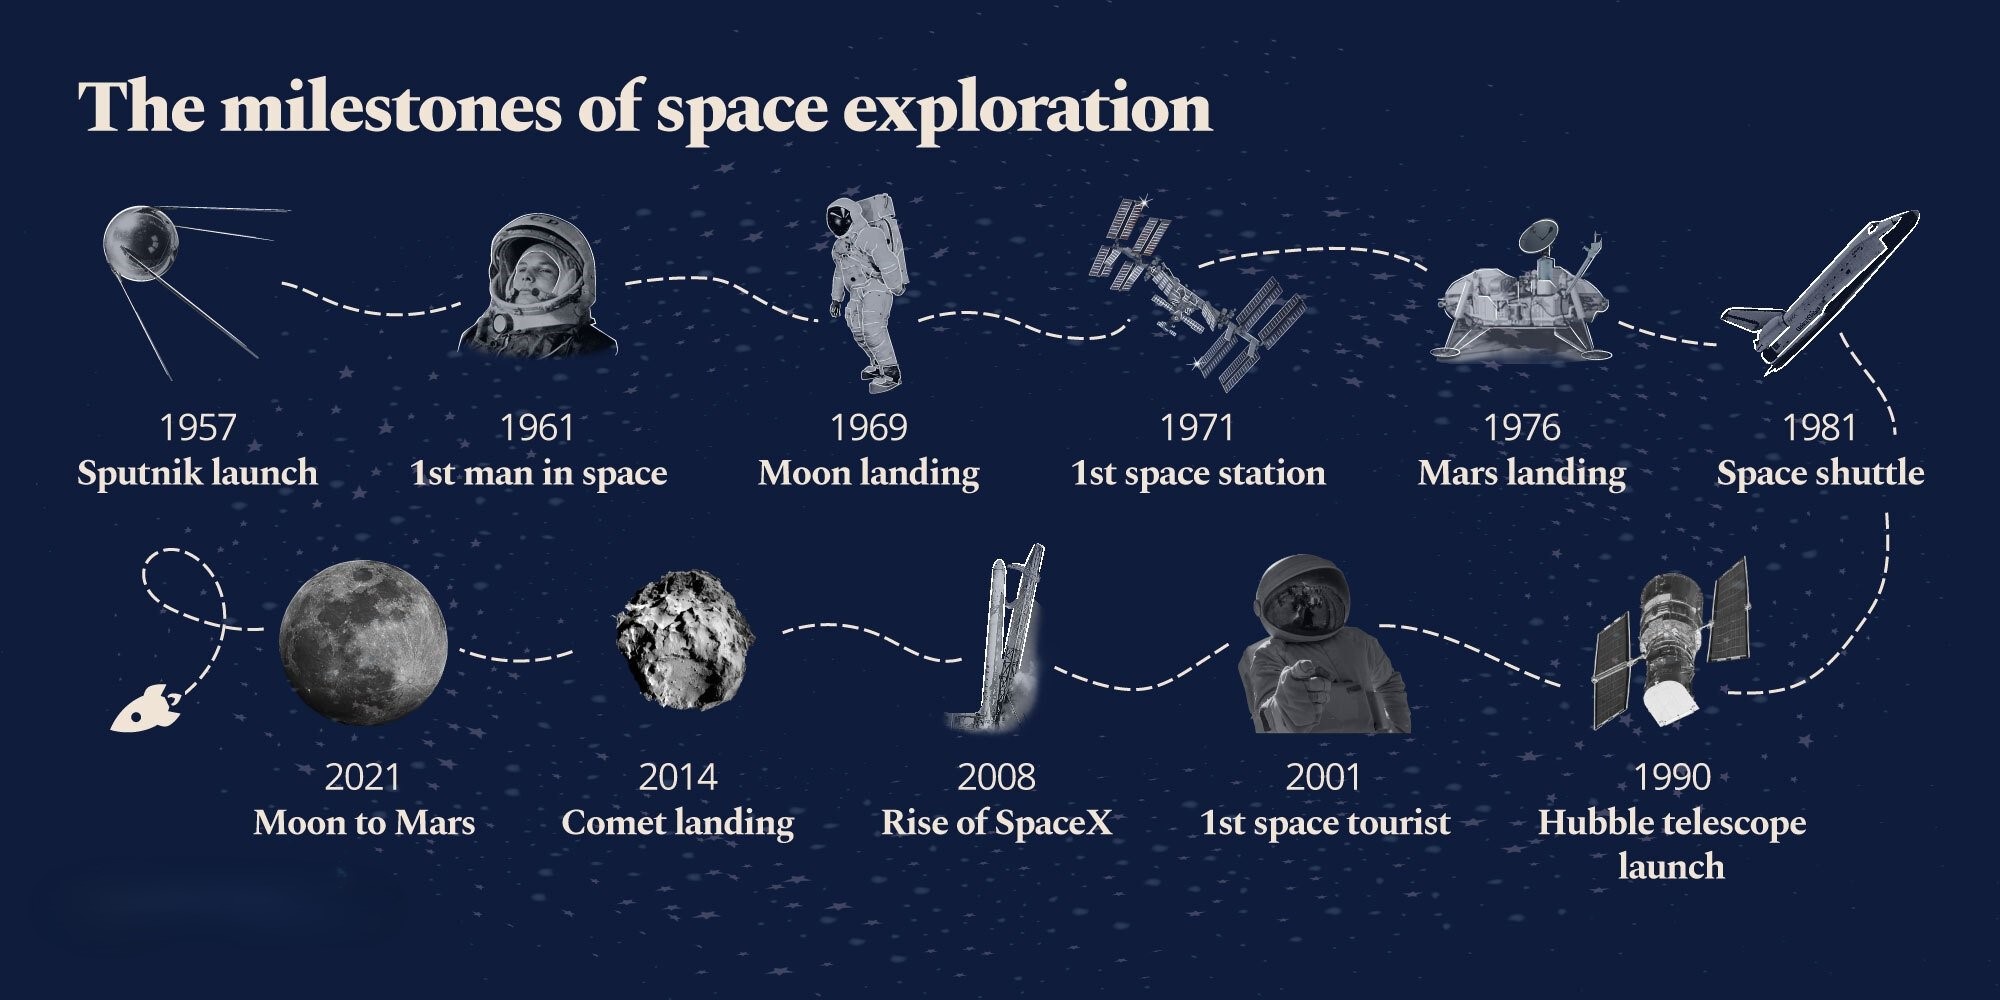 The milestones of space exploration
1957
Sputnik launch
1961
1st man in space
1969
Moon landing
1971
1st space station
1976
Mars landing
1981
Space shuttle
2021
Moon to Mars
2014
Comet landing
2008
Rise of SpaceX
2001
1st space tourist
1990
Hubble telescope
launch